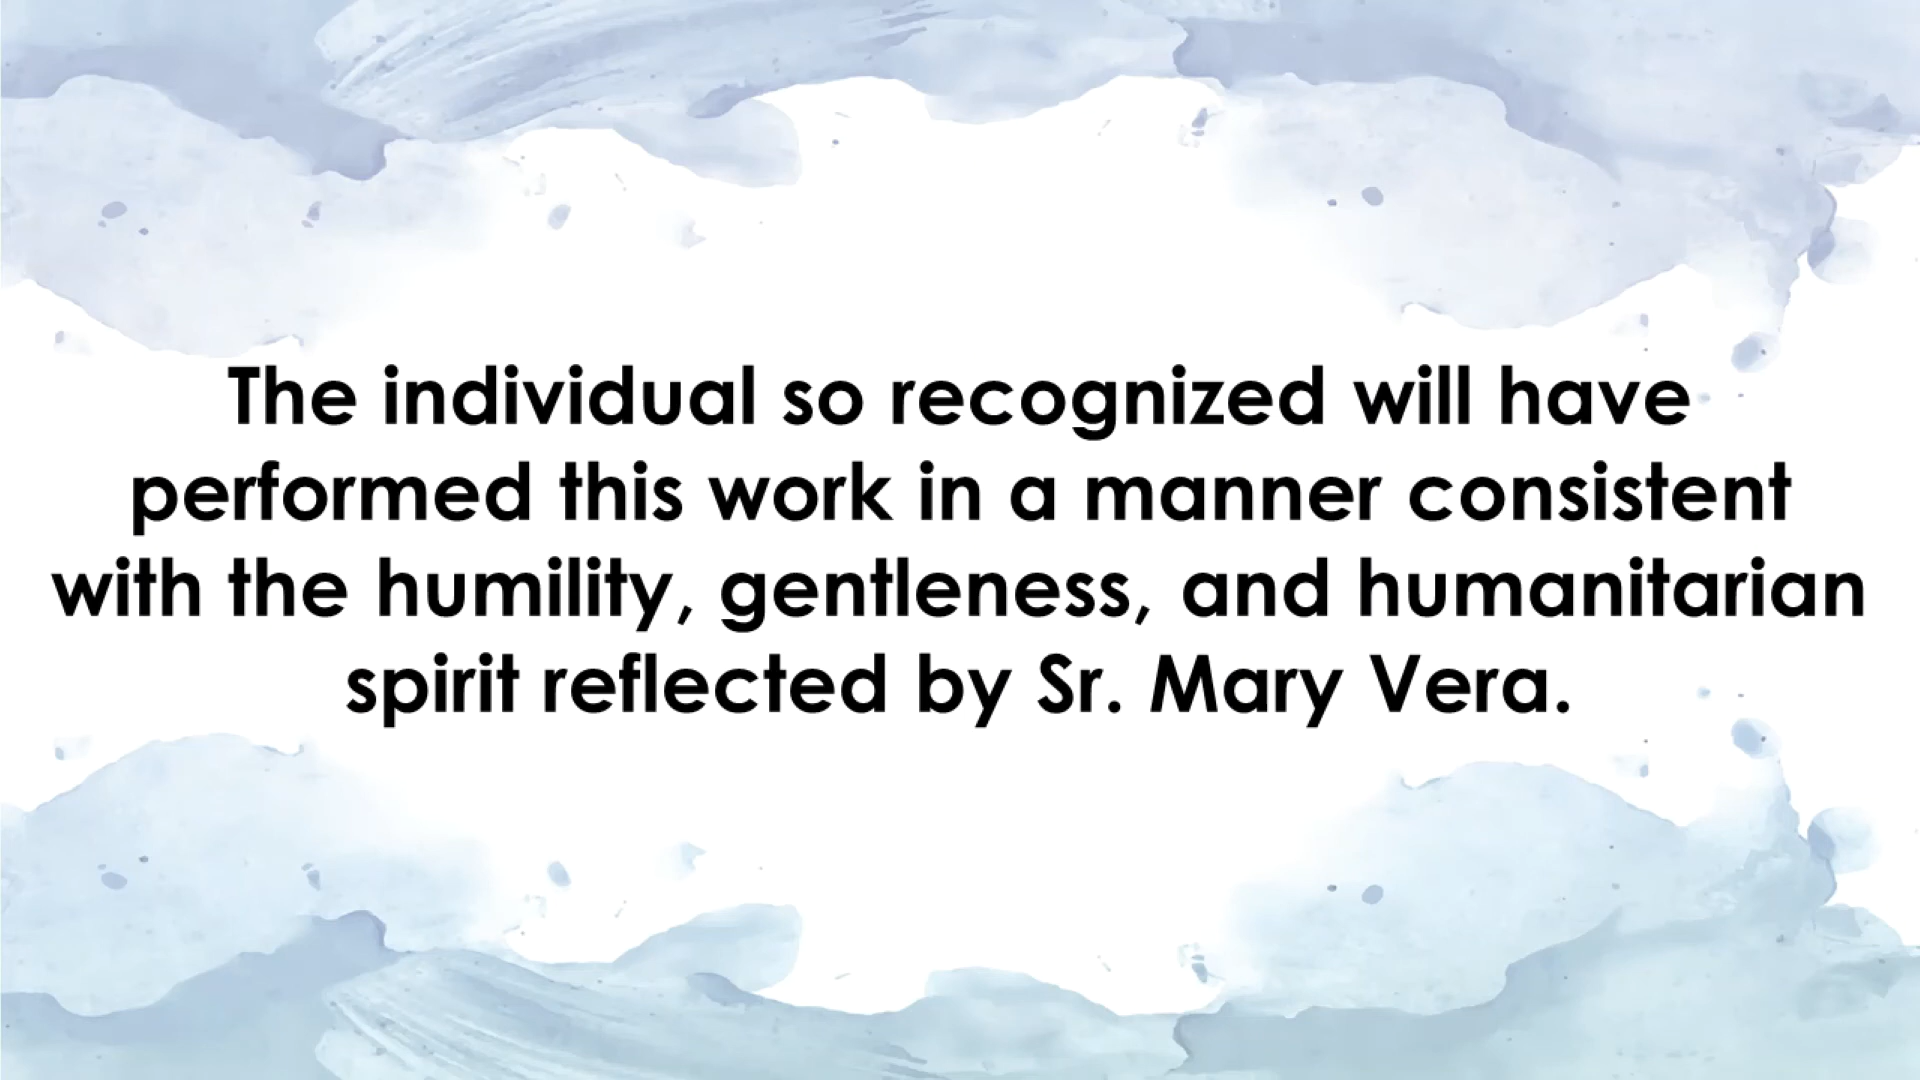 The individual so recognized will have
performed this work in a manner consistent
with the humility, gentleness, and humanitarian
spirit reflected by Sr. Mary Vera.